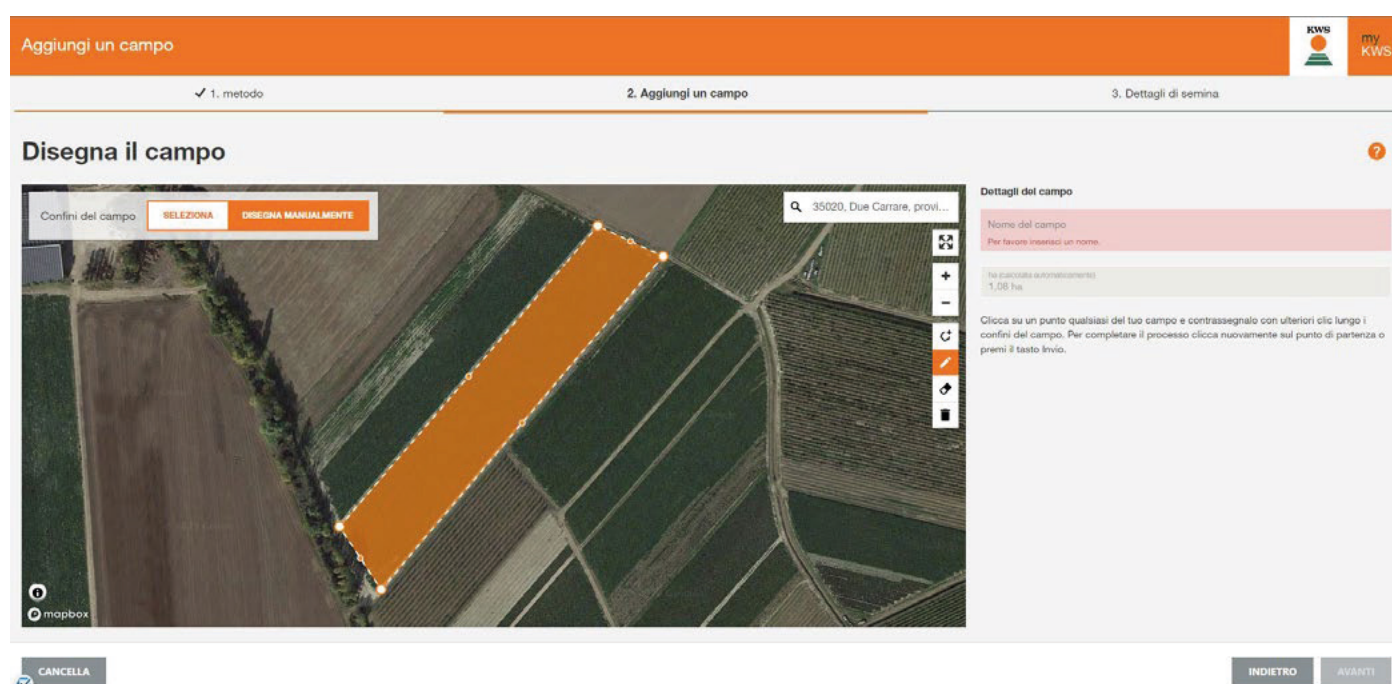 Aggiungi un campo
KWS
my
KWS
✓ 1. metodo
2. Aggiungi un campo
3. Dettagli di semina
Disegna il campo
?
Confini del campo
SELEZIONA
DISEGNA MANUALMENTE
35020, Due Carrare, provi...
Dettagli del campo
Nome del campo
Per favore inserisci un nome.
ha (calcolata automaticamente)
1,08 ha
Clicca su un punto qualsiasi del tuo campo e contrassegnalo con ulteriori clic lungo i
confini del campo. Per completare il processo clicca nuovamente sul punto di partenza o
premi il tasto Invio.
mapbox
CANCELLA
INDIETRO
AVANTI